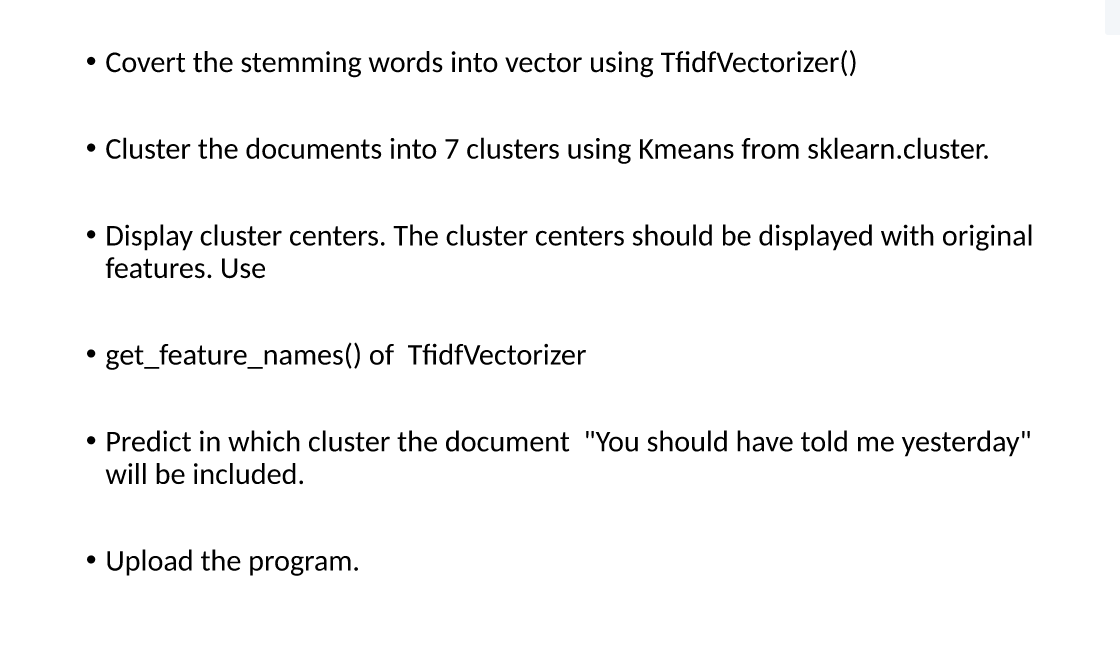 • Covert the stemming words into vector using TfidfVectorizer()
• Cluster the documents into 7 clusters using Kmeans from sklearn.cluster.
• Display cluster centers. The cluster centers should be displayed with original
features. Use
• get_feature_names() of  TfidfVectorizer
• Predict in which cluster the document  "You should have told me yesterday"
will be included.
• Upload the program.